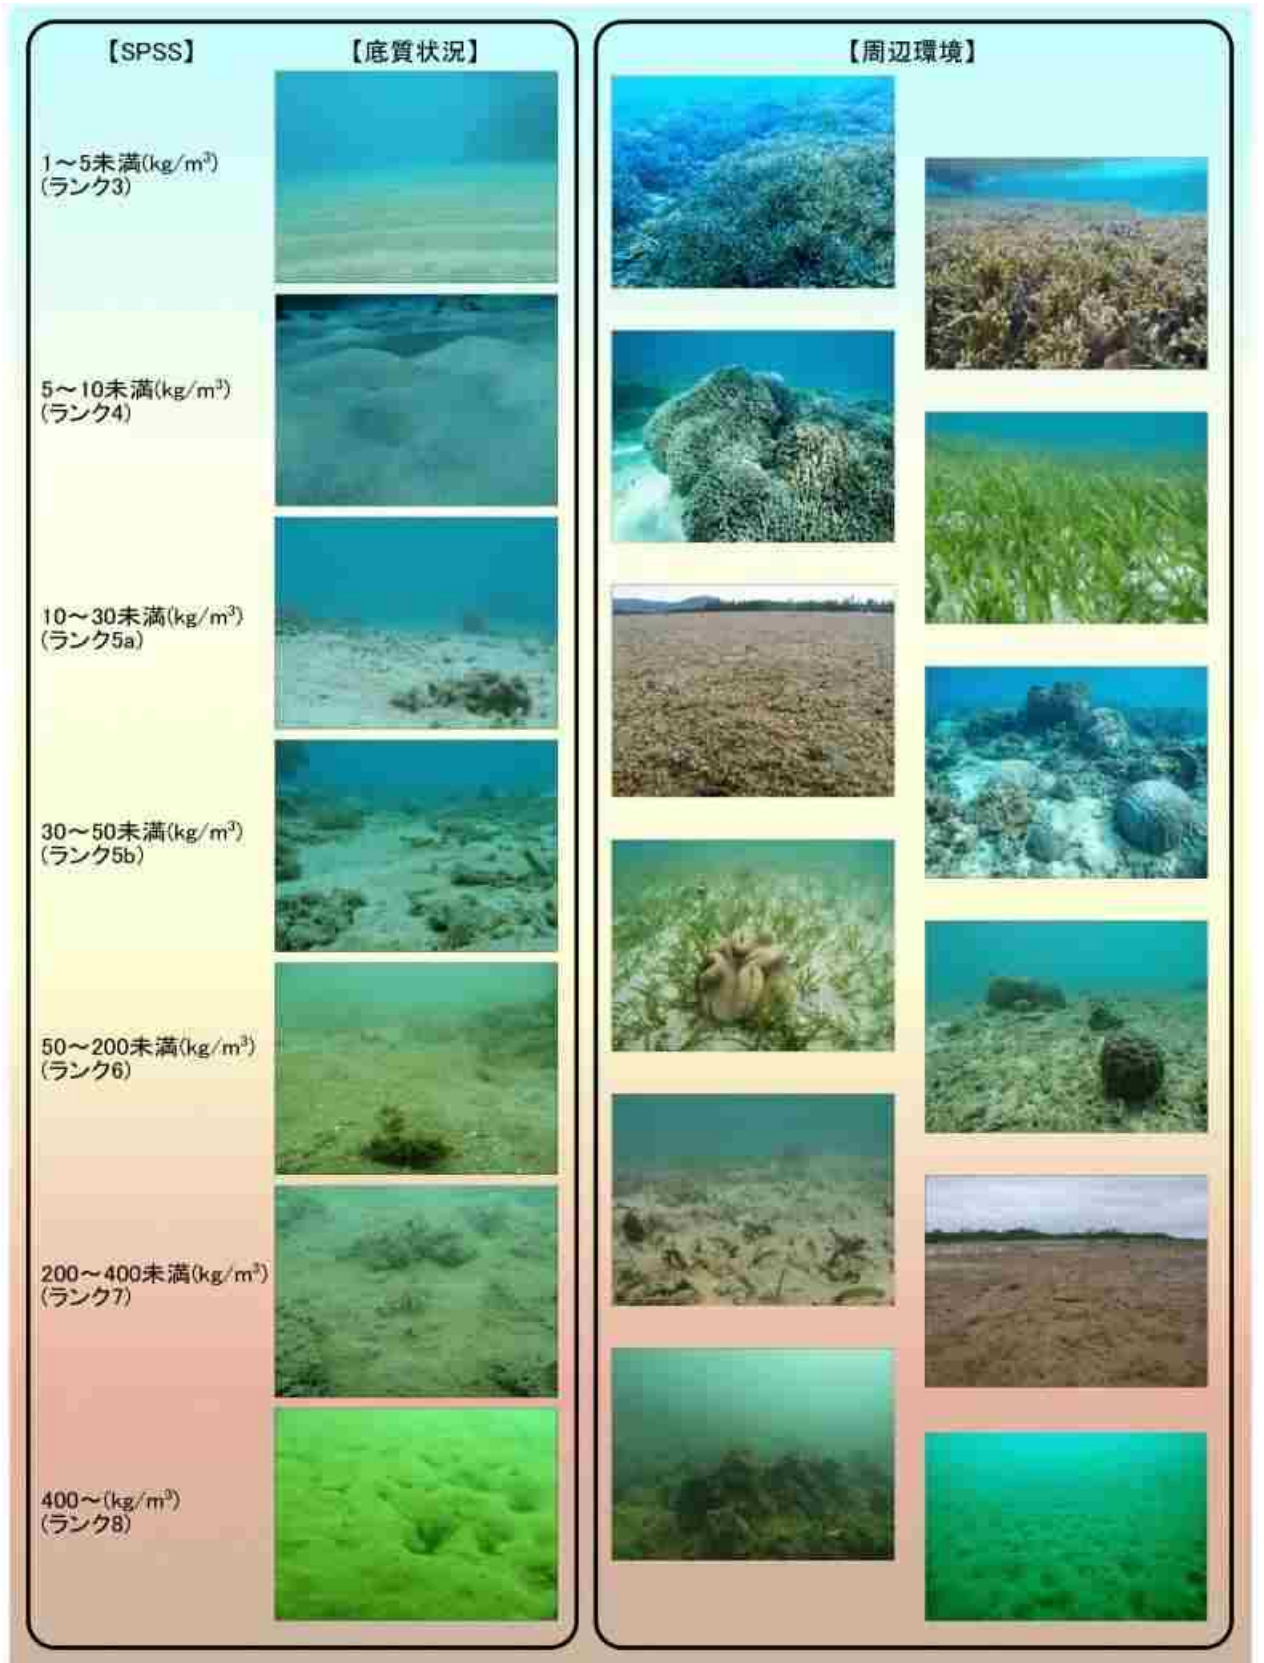 【SPSS】
【底質状況】
【周辺環境】
1～5未満(kg/m³)
(ランク3)
5～10未満(kg/m³)
(ランク4)
10～30未満(kg/m³)
(ランク5a)
30～50未満(kg/m³)
(ランク5b)
50～200未満(kg/m³)
(ランク6)
200～400未満(kg/m³)
(ランク7)
400～(kg/m³)
(ランク8)